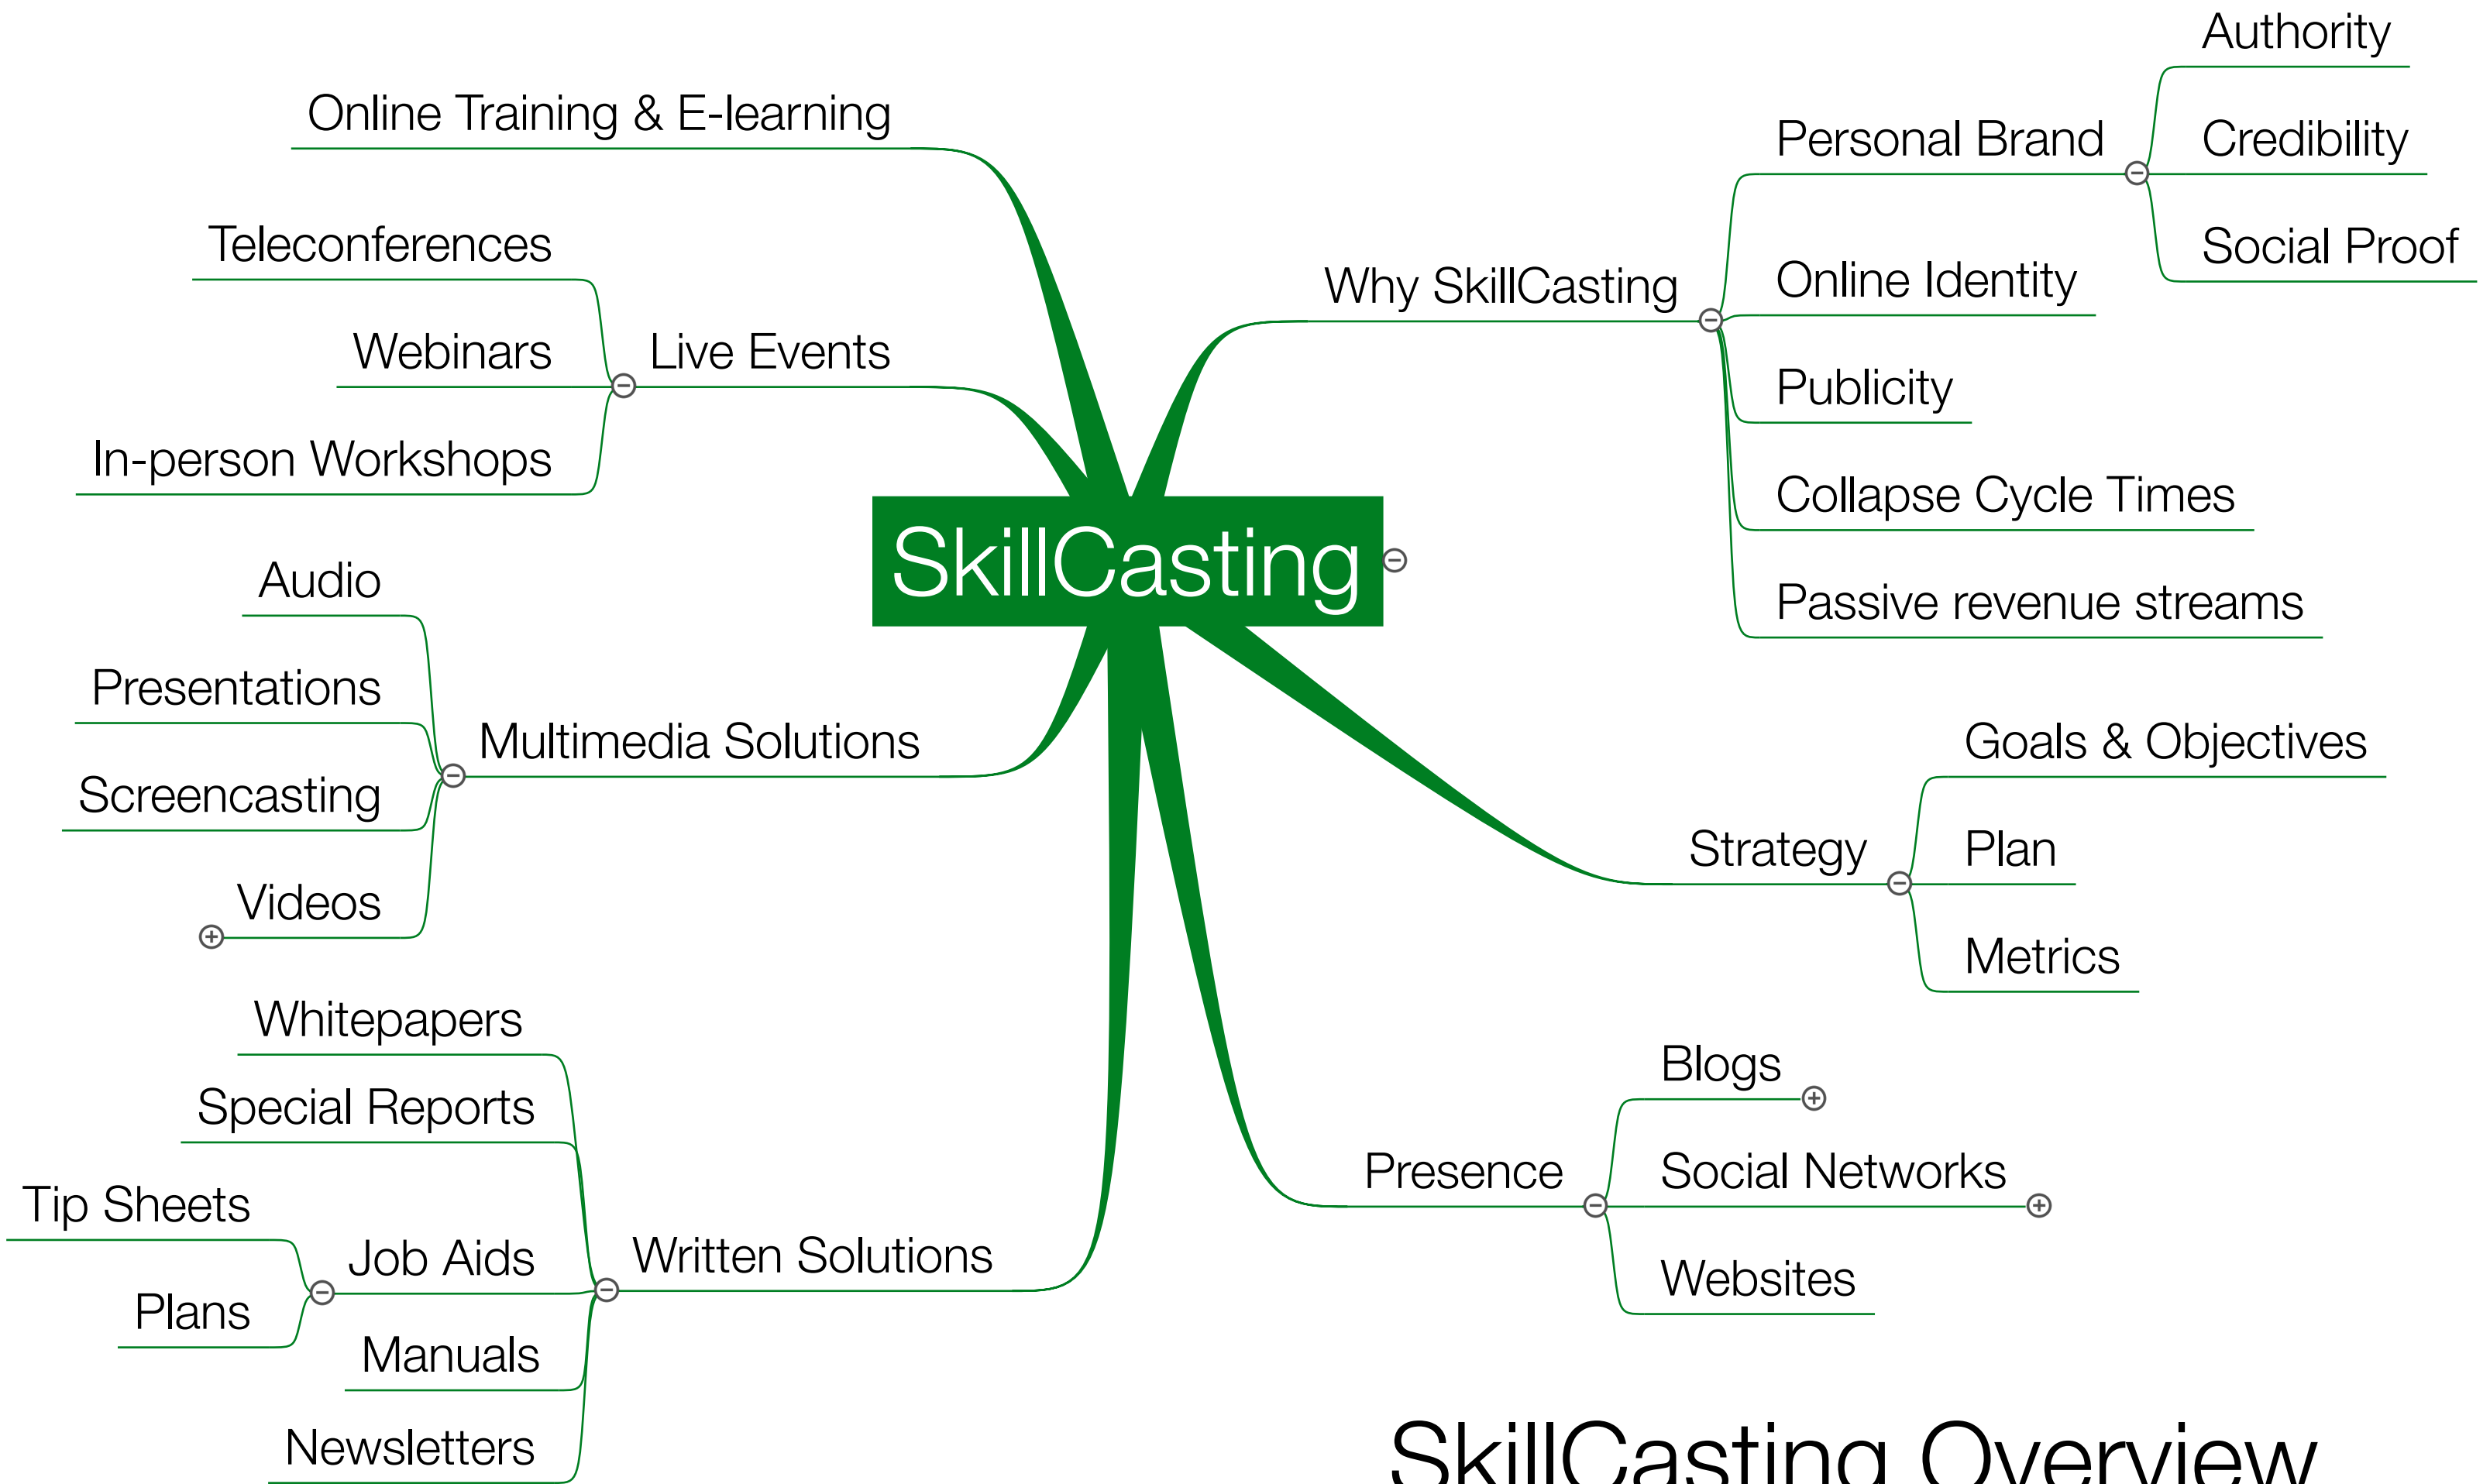 SkillCasting
Why SkillCasting
Personal Brand
Authority
Credibility
Social Proof
Online Identity
Publicity
Collapse Cycle Times
Passive revenue streams
Strategy
Goals & Objectives
Plan
Metrics
Presence
Blogs
Social Networks
Websites
Online Training & E-learning
Live Events
Teleconferences
Webinars
In-person Workshops
Multimedia Solutions
Audio
Presentations
Screencasting
Videos
Written Solutions
Whitepapers
Special Reports
Job Aids
Tip Sheets
Plans
Manuals
Newsletters
SkillCasting Overview